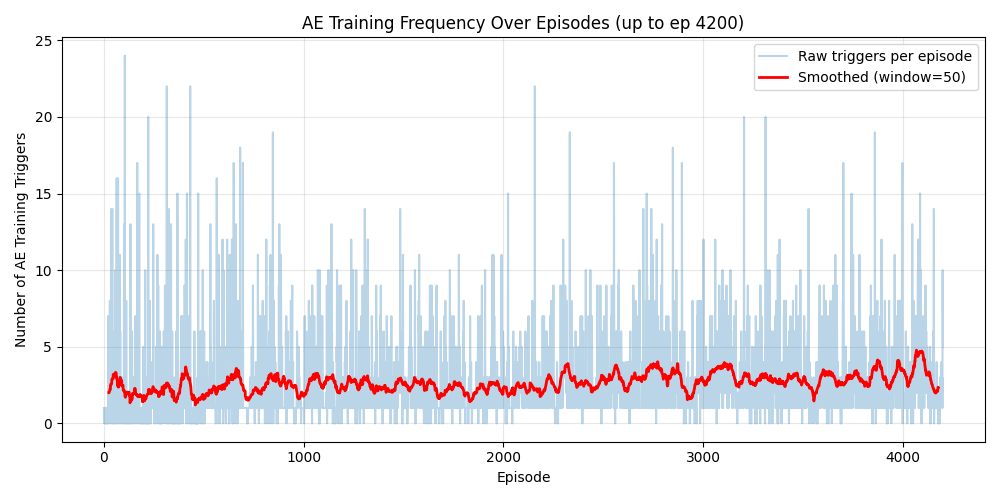 AE Training Frequency Over Episodes (up to ep 4200)
Raw triggers per episode
Smoothed (window=50)
Number of AE Training Triggers
25
20
15
10
5
0
0 1000 2000 3000 4000
Episode